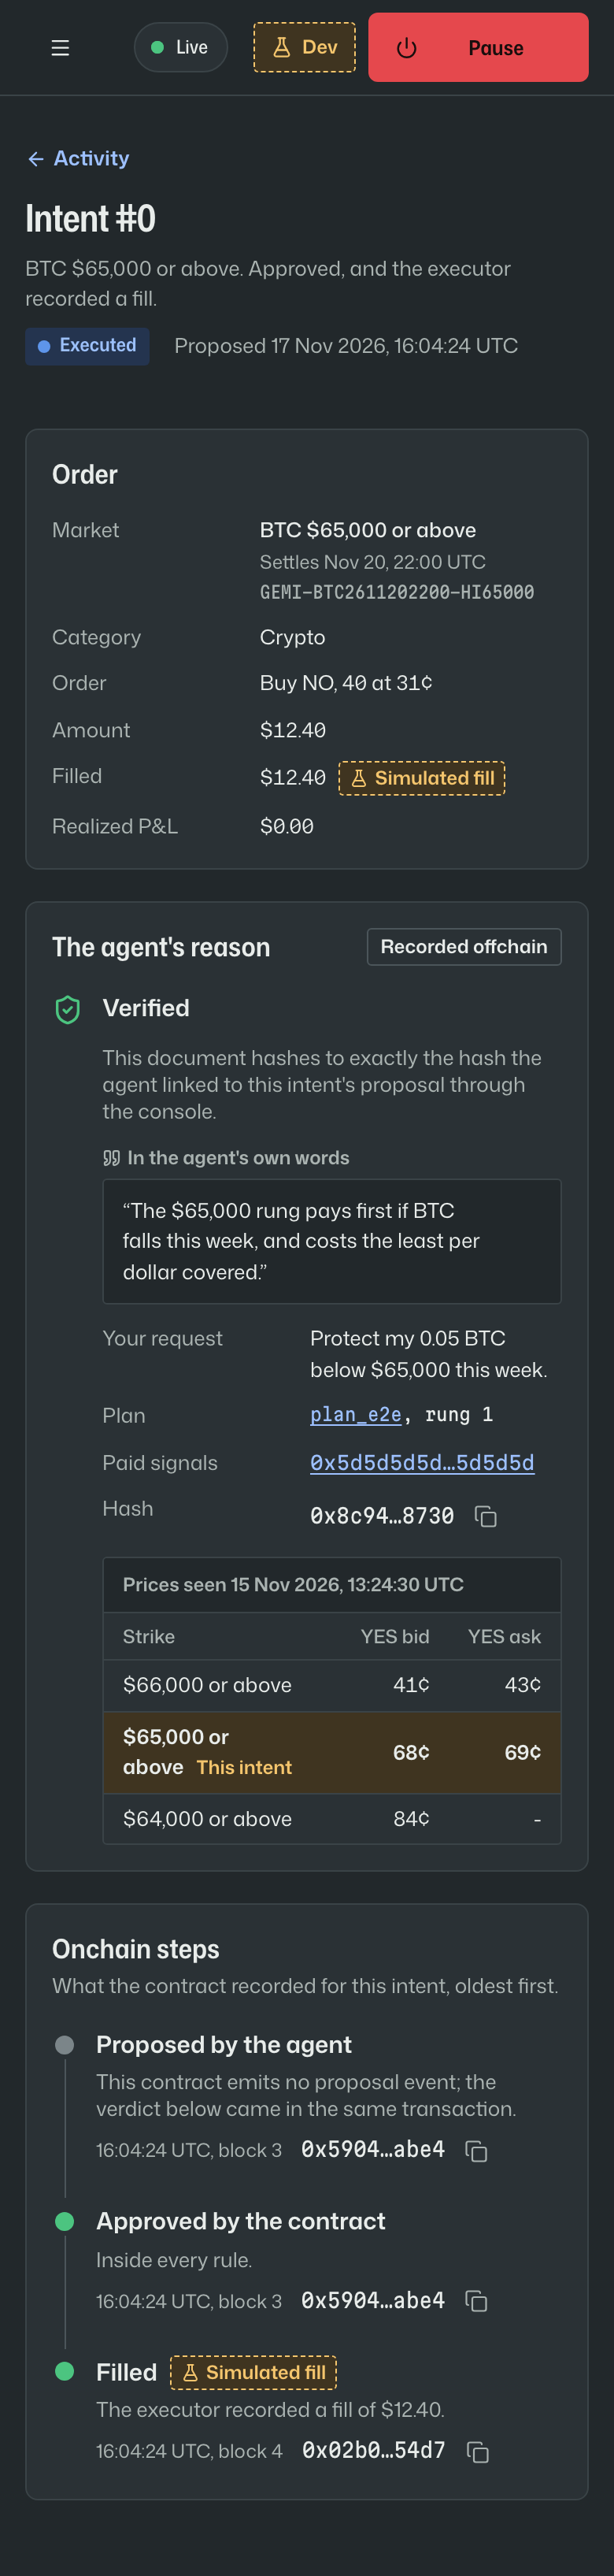 Live
Dev
Pause
Activity
Intent #0
BTC $65,000 or above. Approved, and the executor
recorded a fill.
Executed
Proposed 17 Nov 2026, 16:04:24 UTC
Order
Market
BTC $65,000 or above
Settles Nov 20, 22:00 UTC
GEMI-BTC2611202200-HI65000
Category
Crypto
Order
Buy NO, 40 at 31¢
Amount
$12.40
Filled
$12.40
Simulated fill
Realized P&L
$0.00
The agent's reason
Recorded offchain
Verified
This document hashes to exactly the hash the
agent linked to this intent's proposal through
the console.
In the agent's own words
“The $65,000 rung pays first if BTC
falls this week, and costs the least per
dollar covered.”
Your request
Protect my 0.05 BTC
below $65,000 this week.
Plan
plan_e2e, rung 1
Paid signals
0x5d5d5d5d…5d5d5d
Hash
0x8c94…8730
Prices seen 15 Nov 2026, 13:24:30 UTC
Strike YES bid YES ask
$66,000 or above 41¢ 43¢
$65,000 or
above This intent 68¢ 69¢
$64,000 or above 84¢ -
Onchain steps
What the contract recorded for this intent, oldest first.
Proposed by the agent
This contract emits no proposal event; the
verdict below came in the same transaction.
16:04:24 UTC, block 3 0x5904…abe4
Approved by the contract
Inside every rule.
16:04:24 UTC, block 3 0x5904…abe4
Filled
Simulated fill
The executor recorded a fill of $12.40.
16:04:24 UTC, block 4 0x02b0…54d7